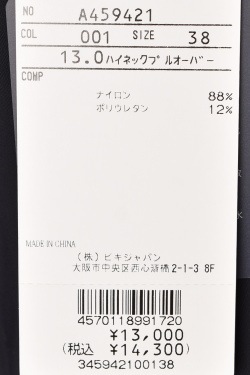 NO A459421
COL 001 SIZE 38
13.0ハイネックプルオーバー
COMP
ナイロン 88%
ポリウレタン 12%
MADE IN CHINA
(株)ビキジャパン
大阪市中央区西心斎橋2-1-3 8F
4570118991720
¥13,000
(税込 ¥14,300)
345942100138